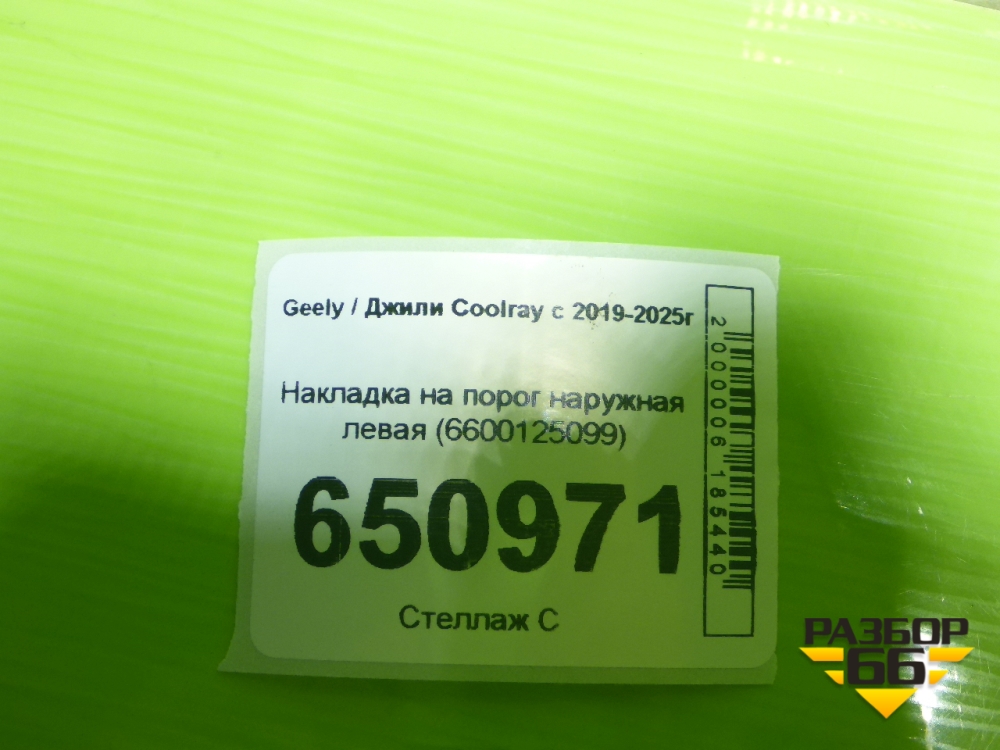 Geely / Джили Coolray с 2019-2025г
Накладка на порог наружная
левая (6600125099)
650971
Стеллаж С
2000006185440
РАЗБОР
66